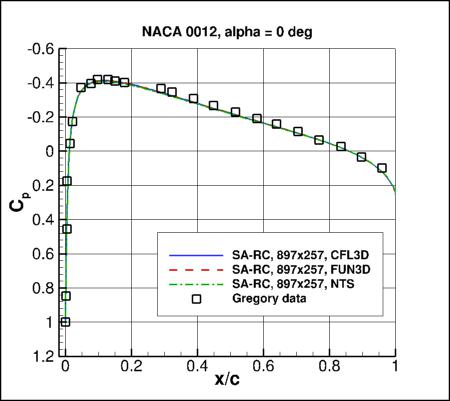 NACA 0012, alpha = 0 deg
-0.6
-0.4
-0.2
0
0.2
0.4
0.6
0.8
1
1.2
Cp
SA-RC, 897x257, CFL3D
SA-RC, 897x257, FUN3D
SA-RC, 897x257, NTS
Gregory data
0 0.2 0.4 0.6 0.8 1
x/c